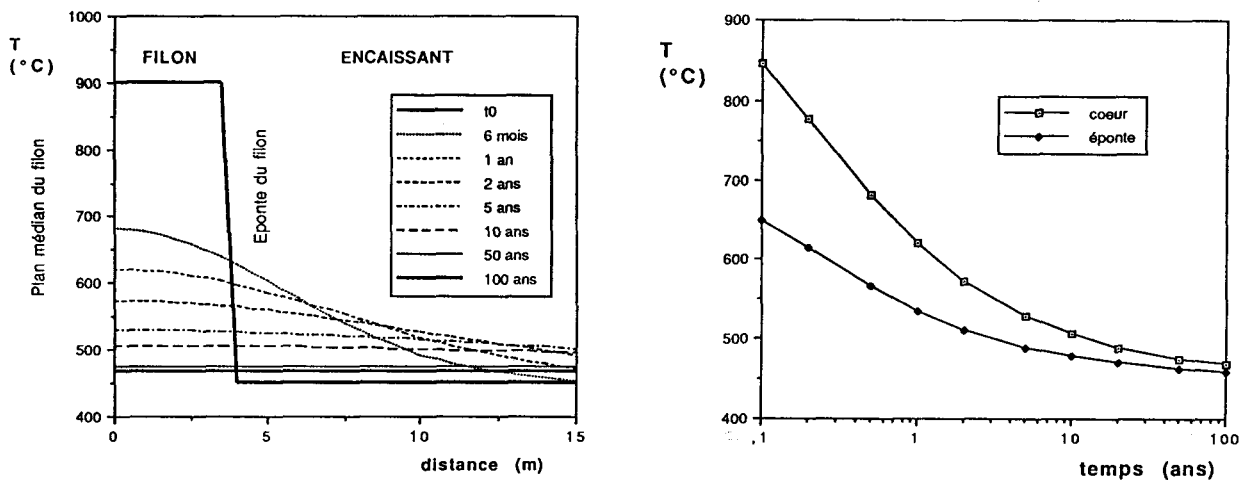 1000
T
(°C)
FILON
ENCAISSANT
900
800
700
600
500
400
Plan médian du filon
Eponte du filon
t0
6 mois
1 an
2 ans
5 ans
10 ans
50 ans
100 ans
0
5
10
15
distance (m)
900
T
(°C)
800
700
600
500
400
coeur
éponte
,1
1
10
100
temps (ans)